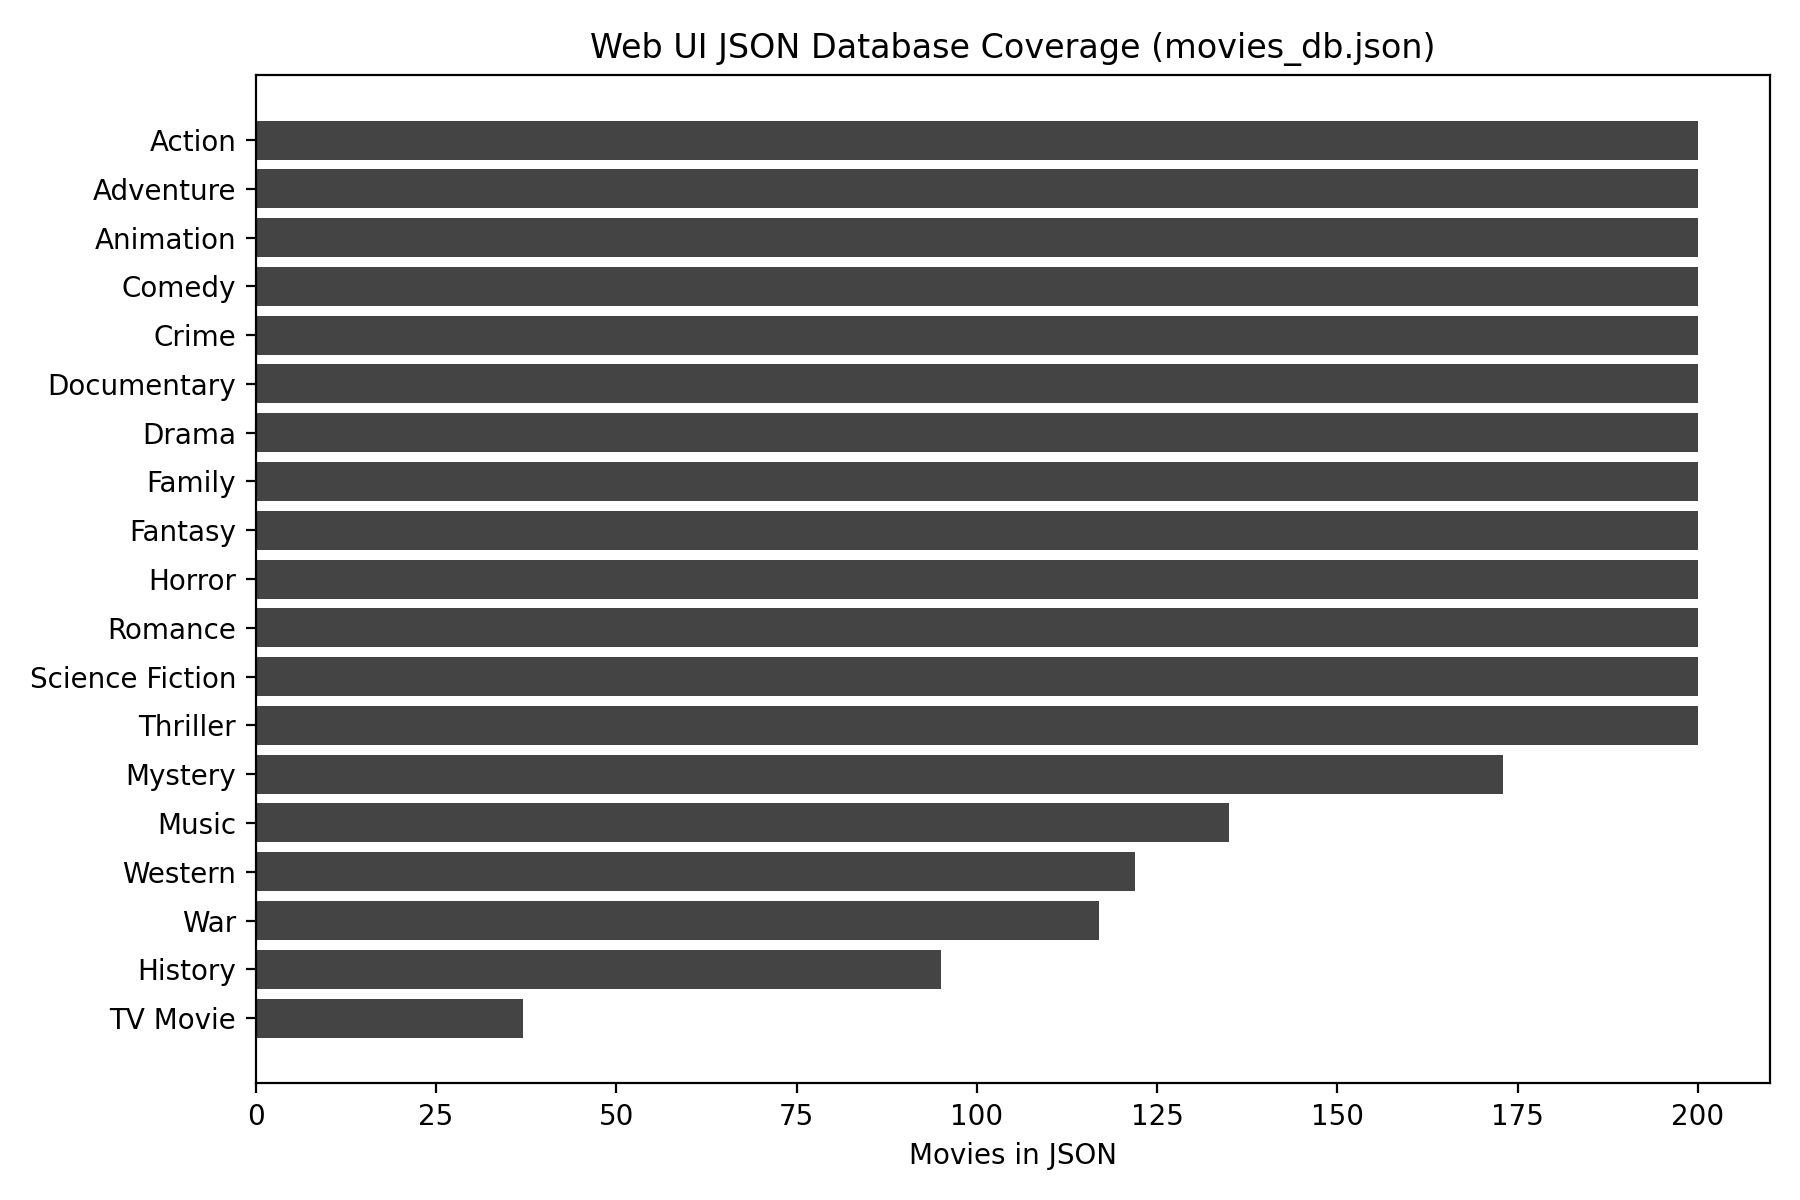 Web UI JSON Database Coverage (movies_db.json)
Action
Adventure
Animation
Comedy
Crime
Documentary
Drama
Family
Fantasy
Horror
Romance
Science Fiction
Thriller
Mystery
Music
Western
War
History
TV Movie
0 25 50 75 100 125 150 175 200
Movies in JSON